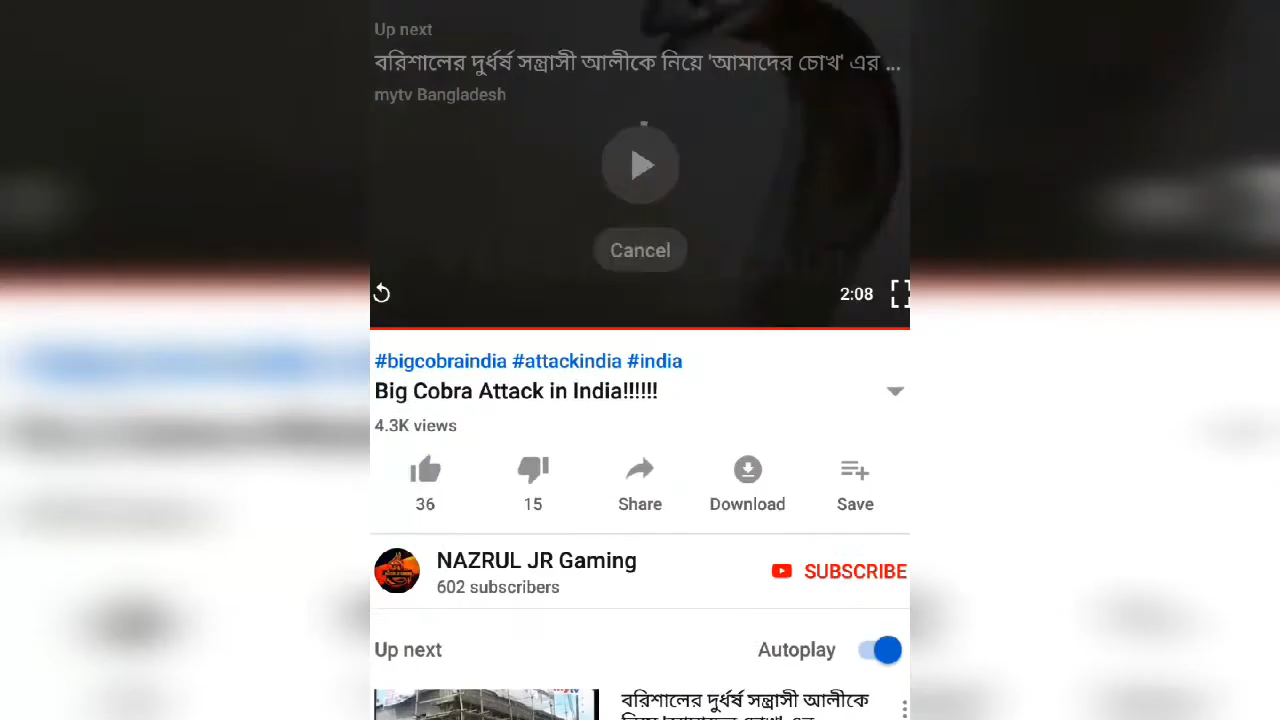 Up next
বরিশালের দুর্ধর্ষ সন্ত্রাসী আলীকে নিয়ে 'আমাদের চোখ' এর ...
mytv Bangladesh
Cancel
2:08
#bigcobraindia #attackindia #india
Big Cobra Attack in India!!!!!!
4.3K views
36 15 Share Download Save
NAZRUL JR Gaming
602 subscribers
SUBSCRIBE
Up next Autoplay
বরিশালের দুর্ধর্ষ সন্ত্রাসী আলীকে
নিয়ে 'আমাদের চোখ' এর